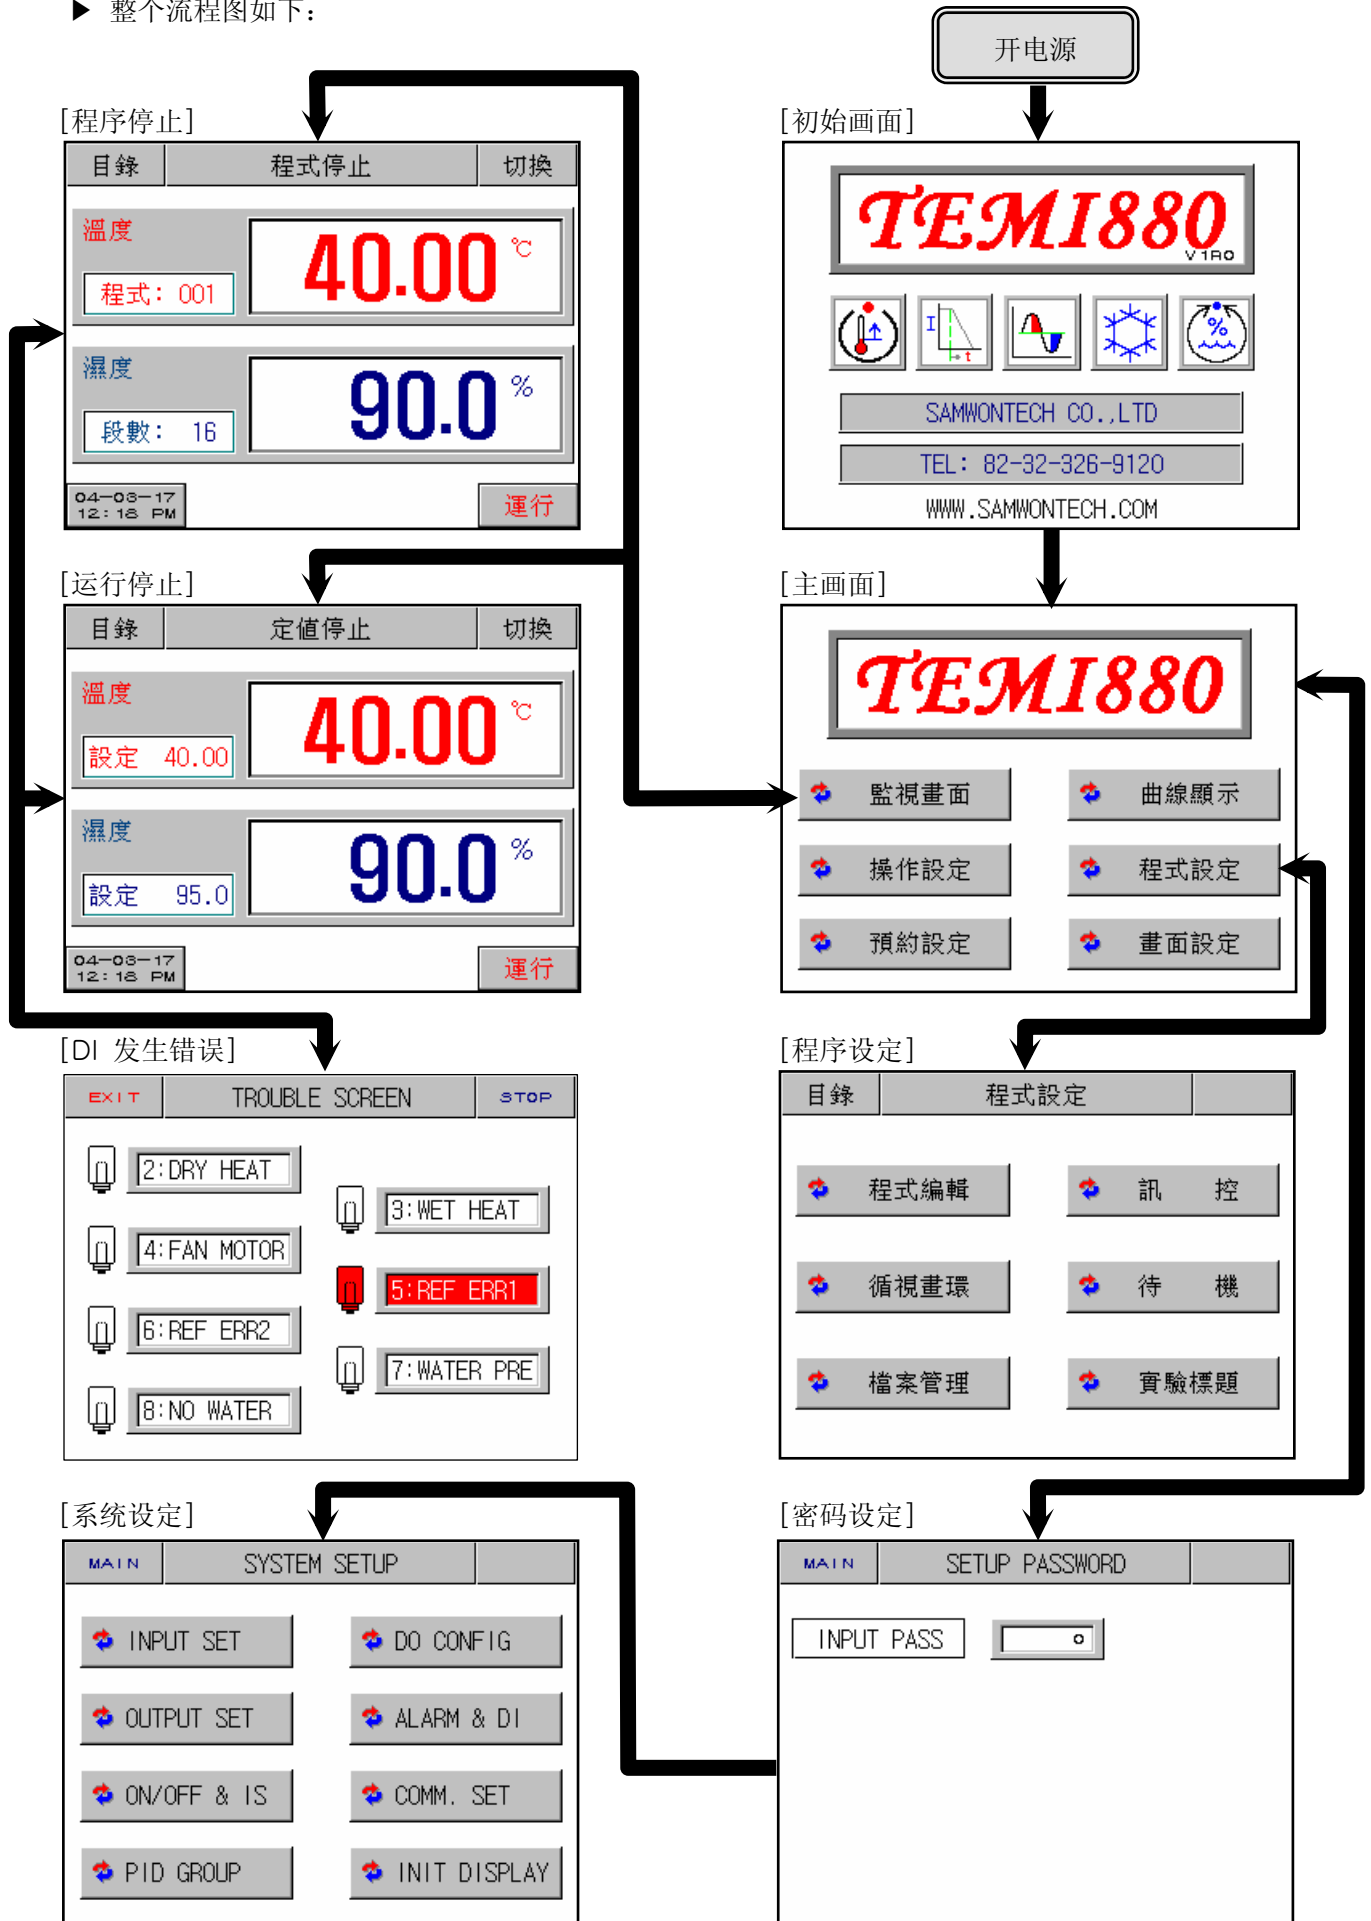 ▶ 整个流程图如下：
开电源
[程序停止]
目錄 程式停止 切換
溫度
40.00 ℃
程式: 001
濕度
90.0 %
段數: 16
04-03-17
12:18 PM
運行
[初始画面]
TEMI880
V1R0
I
t
%
SAMWONTECH CO.,LTD
TEL: 82-32-326-9120
WWW.SAMWONTECH.COM
[运行停止]
目錄 定值停止 切換
溫度
40.00 ℃
設定 40.00
濕度
90.0 %
設定 95.0
04-03-17
12:18 PM
運行
[主画面]
TEMI880
監視畫面 曲線顯示
操作設定 程式設定
預約設定 畫面設定
[DI 发生错误]
EXIT TROUBLE SCREEN STOP
2:DRY HEAT
3:WET HEAT
4:FAN MOTOR
5:REF ERR1
6:REF ERR2
7:WATER PRE
8:NO WATER
[程序设定]
目錄 程式設定
程式編輯 訊 控
循視畫環 待 機
檔案管理 實驗標題
[系统设定]
MAIN SYSTEM SETUP
INPUT SET DO CONFIG
OUTPUT SET ALARM & DI
ON/OFF & IS COMM. SET
PID GROUP INIT DISPLAY
[密码设定]
MAIN SETUP PASSWORD
INPUT PASS 0